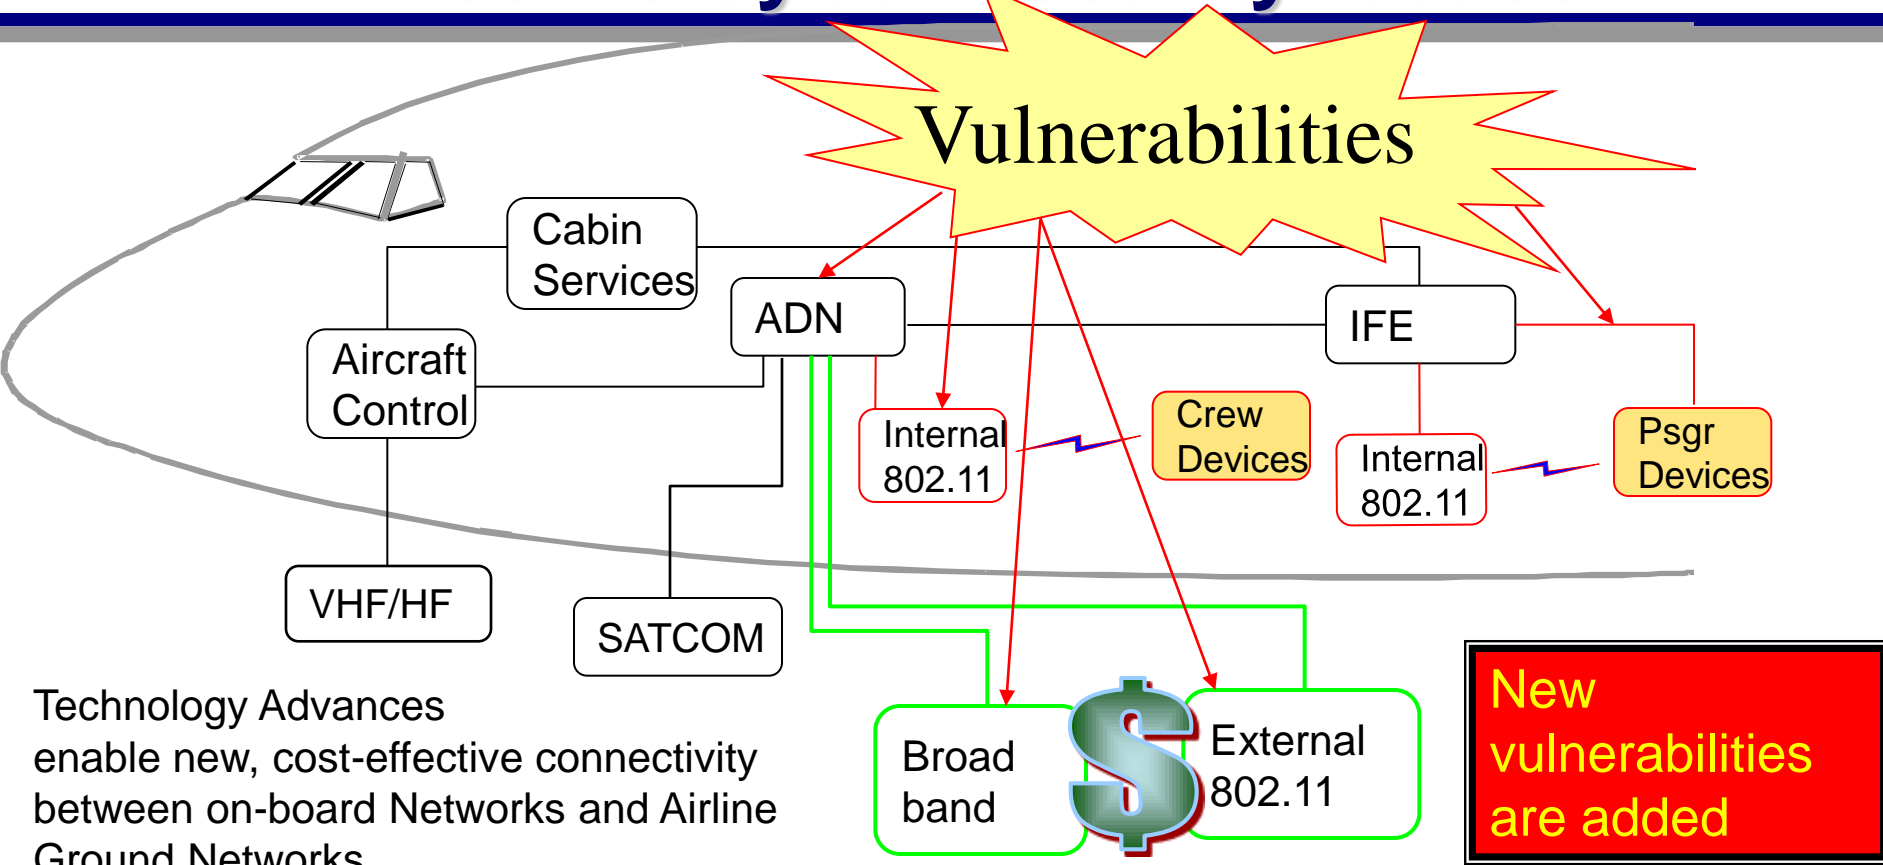 Vulnerabilities
Cabin
Services
ADN
IFE
Aircraft
Control
Internal
802.11
Crew
Devices
Internal
802.11
Psgr
Devices
VHF/HF
SATCOM
Technology Advances
enable new, cost-effective connectivity
between on-board Networks and Airline
Ground Networks
Broad
band
$
External
802.11
New
vulnerabilities
are added